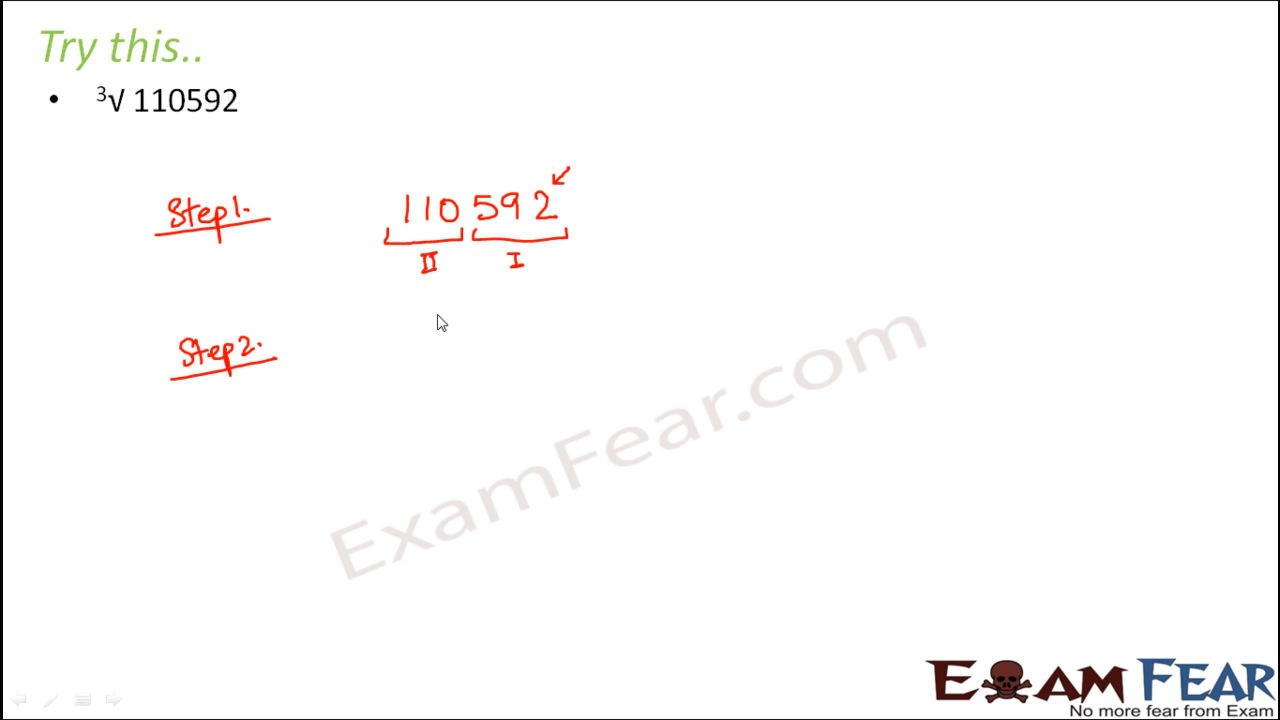 Try this..
• ³√ 110592
Step1. 110 592
II I
Step2.
ExamFear.com
EXAM FEAR
No more fear from Exam